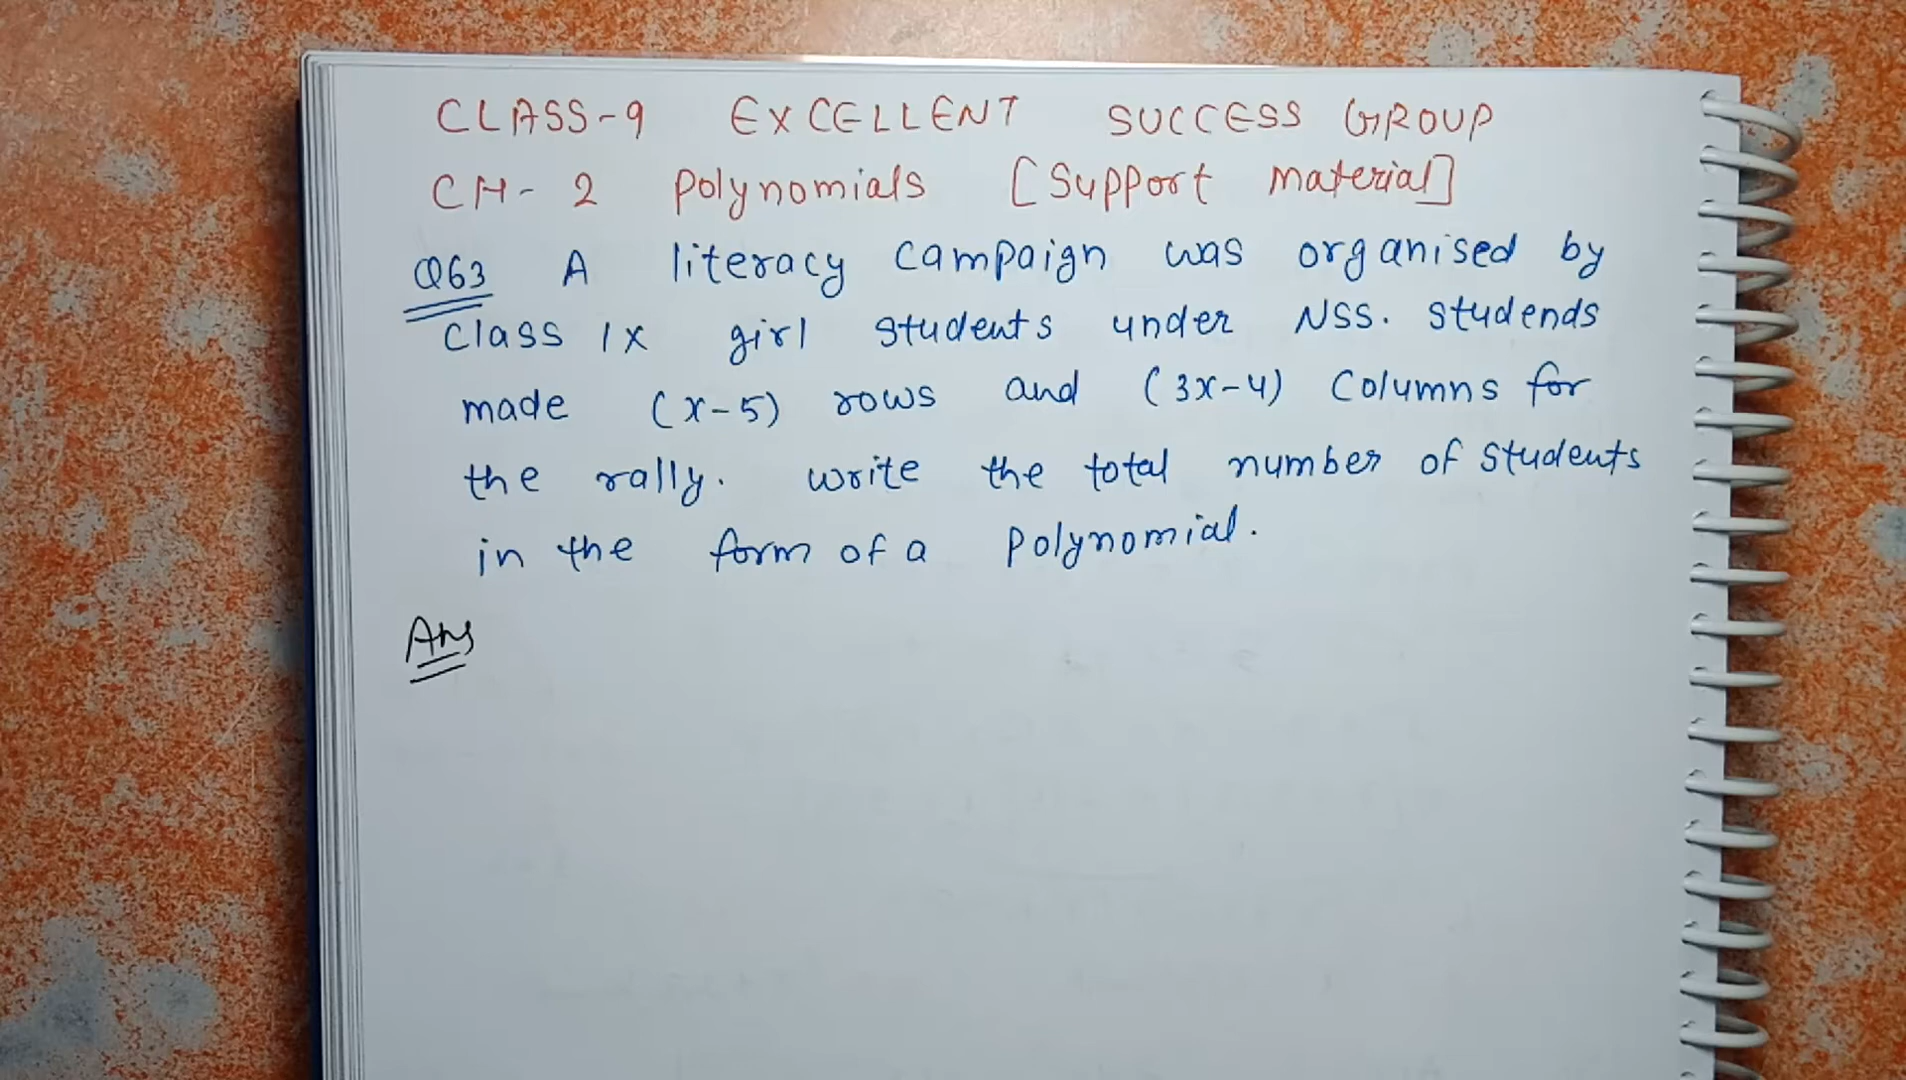 CLASS-9 EXCELLENT SUCCESS GROUP
CH-2 Polynomials [Support material]
Q63 A literacy campaign was organised by
class IX girl students under NSS. studends
made (x-5) rows and (3x-4) columns for
the rally. write the total number of students
in the form of a polynomial.
Ans